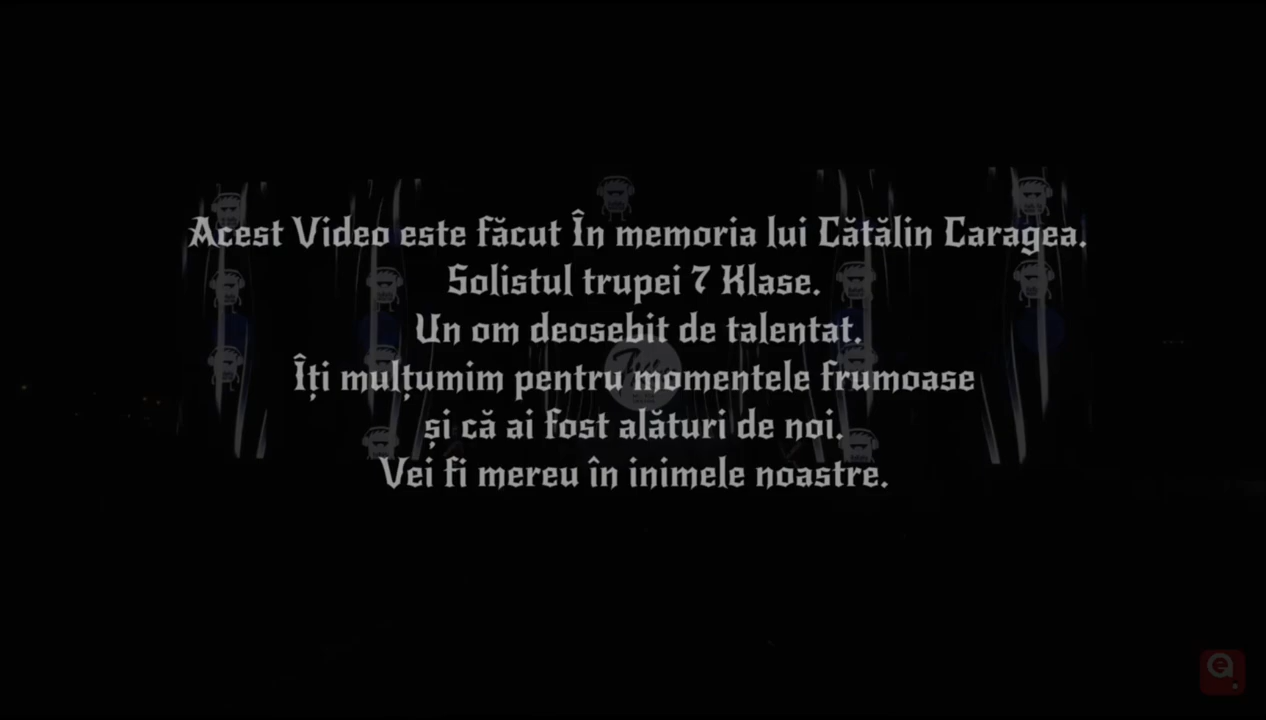 Acest Video este făcut În memoria lui Cătălin Caragea.
Solistul trupei 7 Klase.
Un om deosebit de talentat.
Îți mulțumim pentru momentele frumoase
și că ai fost alături de noi.
Vei fi mereu în inimele noastre.